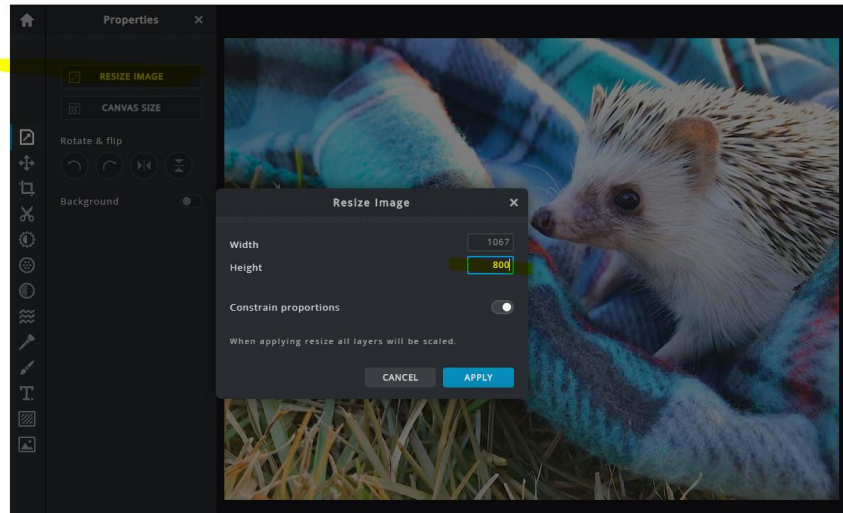 Properties
RESIZE IMAGE
CANVAS SIZE
Rotate & flip
Background
Resize Image
Width 1067
Height 800
Constrain proportions
When applying resize all layers will be scaled.
CANCEL APPLY
T.